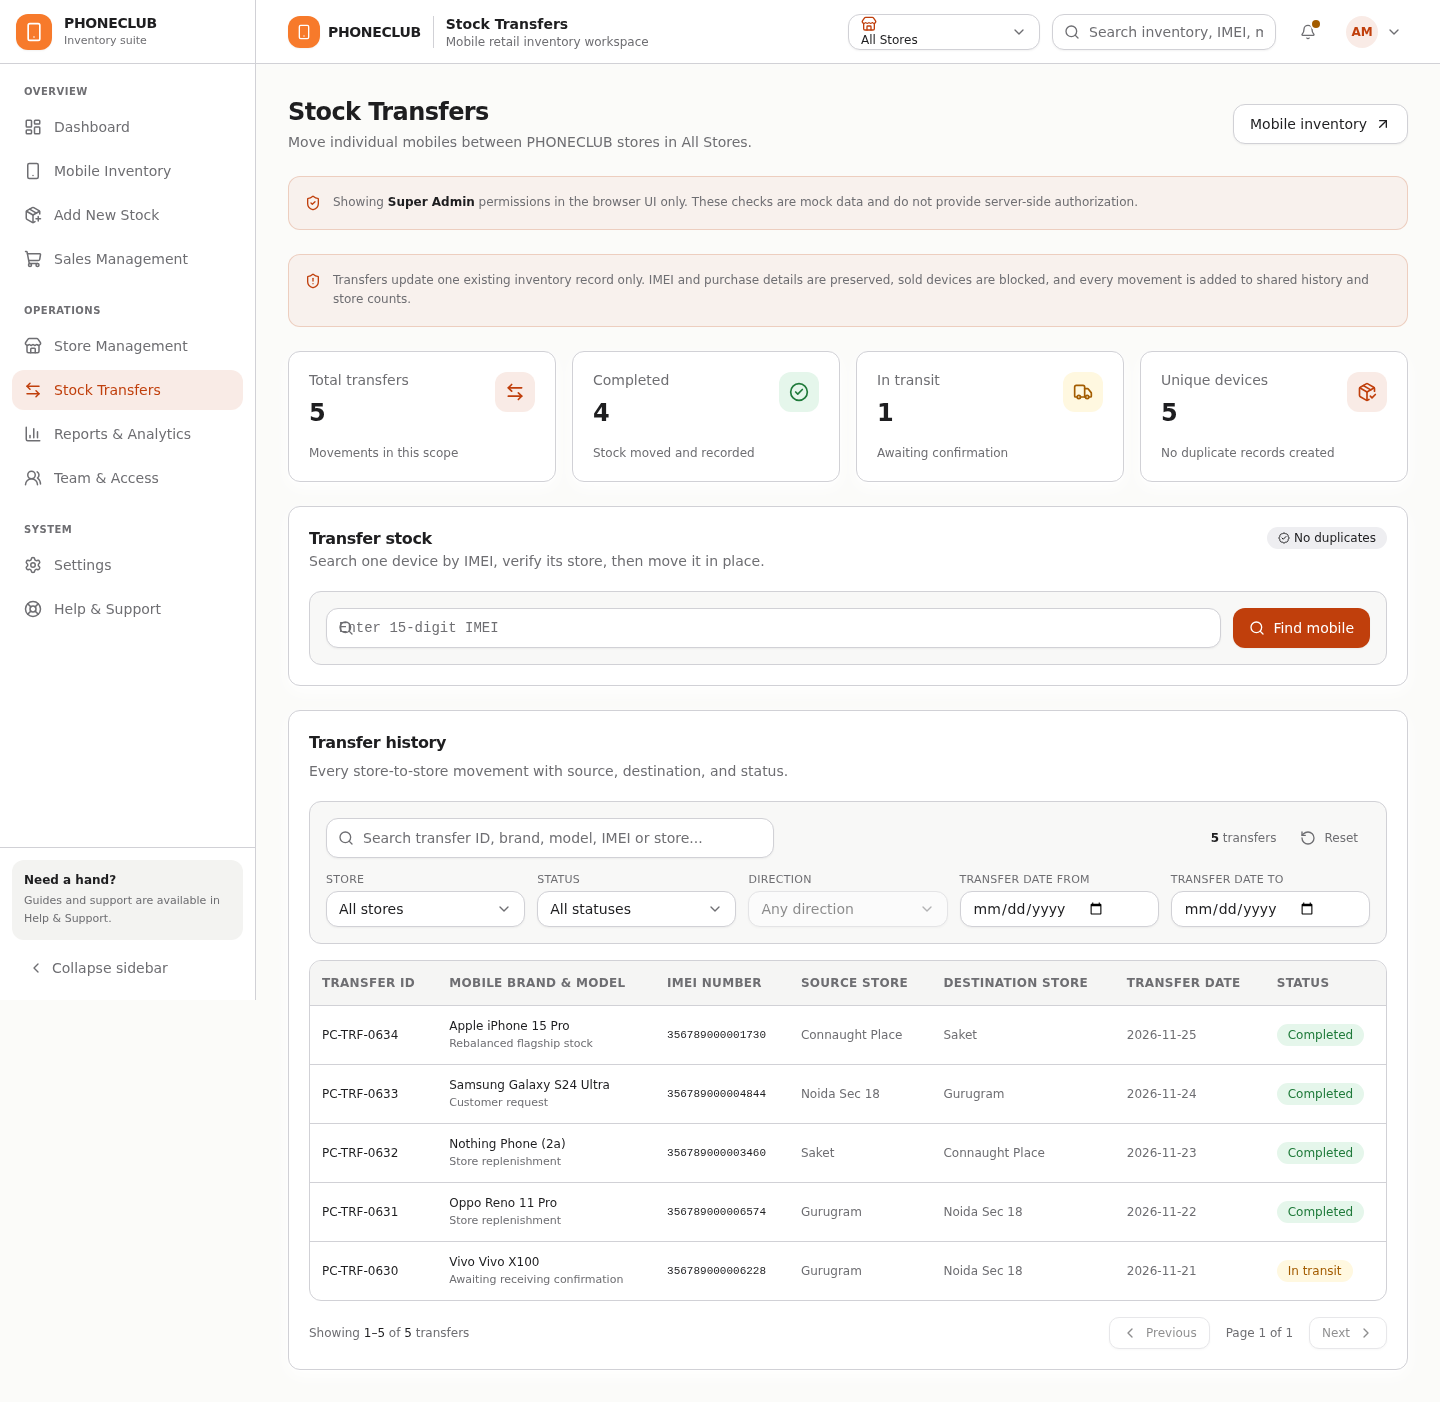 PHONECLUB
Inventory suite
OVERVIEW
Dashboard
Mobile Inventory
Add New Stock
Sales Management
OPERATIONS
Store Management
Stock Transfers
Reports & Analytics
Team & Access
SYSTEM
Settings
Help & Support
Need a hand?
Guides and support are available in
Help & Support.
Collapse sidebar
PHONECLUB
Stock Transfers
Mobile retail inventory workspace
All Stores
Search inventory, IMEI, n
AM
Stock Transfers
Move individual mobiles between PHONECLUB stores in All Stores.
Mobile inventory
Showing Super Admin permissions in the browser UI only. These checks are mock data and do not provide server-side authorization.
Transfers update one existing inventory record only. IMEI and purchase details are preserved, sold devices are blocked, and every movement is added to shared history and
store counts.
Total transfers
5
Movements in this scope
Completed
4
Stock moved and recorded
In transit
1
Awaiting confirmation
Unique devices
5
No duplicate records created
Transfer stock
Search one device by IMEI, verify its store, then move it in place.
No duplicates
Enter 15-digit IMEI
Find mobile
Transfer history
Every store-to-store movement with source, destination, and status.
Search transfer ID, brand, model, IMEI or store...
5 transfers
Reset
STORE
All stores
STATUS
All statuses
DIRECTION
Any direction
TRANSFER DATE FROM
mm/dd/yyyy
TRANSFER DATE TO
mm/dd/yyyy
TRANSFER ID MOBILE BRAND & MODEL IMEI NUMBER SOURCE STORE DESTINATION STORE TRANSFER DATE STATUS
PC-TRF-0634 Apple iPhone 15 Pro 356789000001730 Connaught Place Saket 2026-11-25 Completed
Rebalanced flagship stock
PC-TRF-0633 Samsung Galaxy S24 Ultra 356789000004844 Noida Sec 18 Gurugram 2026-11-24 Completed
Customer request
PC-TRF-0632 Nothing Phone (2a) 356789000003460 Saket Connaught Place 2026-11-23 Completed
Store replenishment
PC-TRF-0631 Oppo Reno 11 Pro 356789000006574 Gurugram Noida Sec 18 2026-11-22 Completed
Store replenishment
PC-TRF-0630 Vivo Vivo X100 356789000006228 Gurugram Noida Sec 18 2026-11-21 In transit
Awaiting receiving confirmation
Showing 1–5 of 5 transfers
Previous
Page 1 of 1
Next